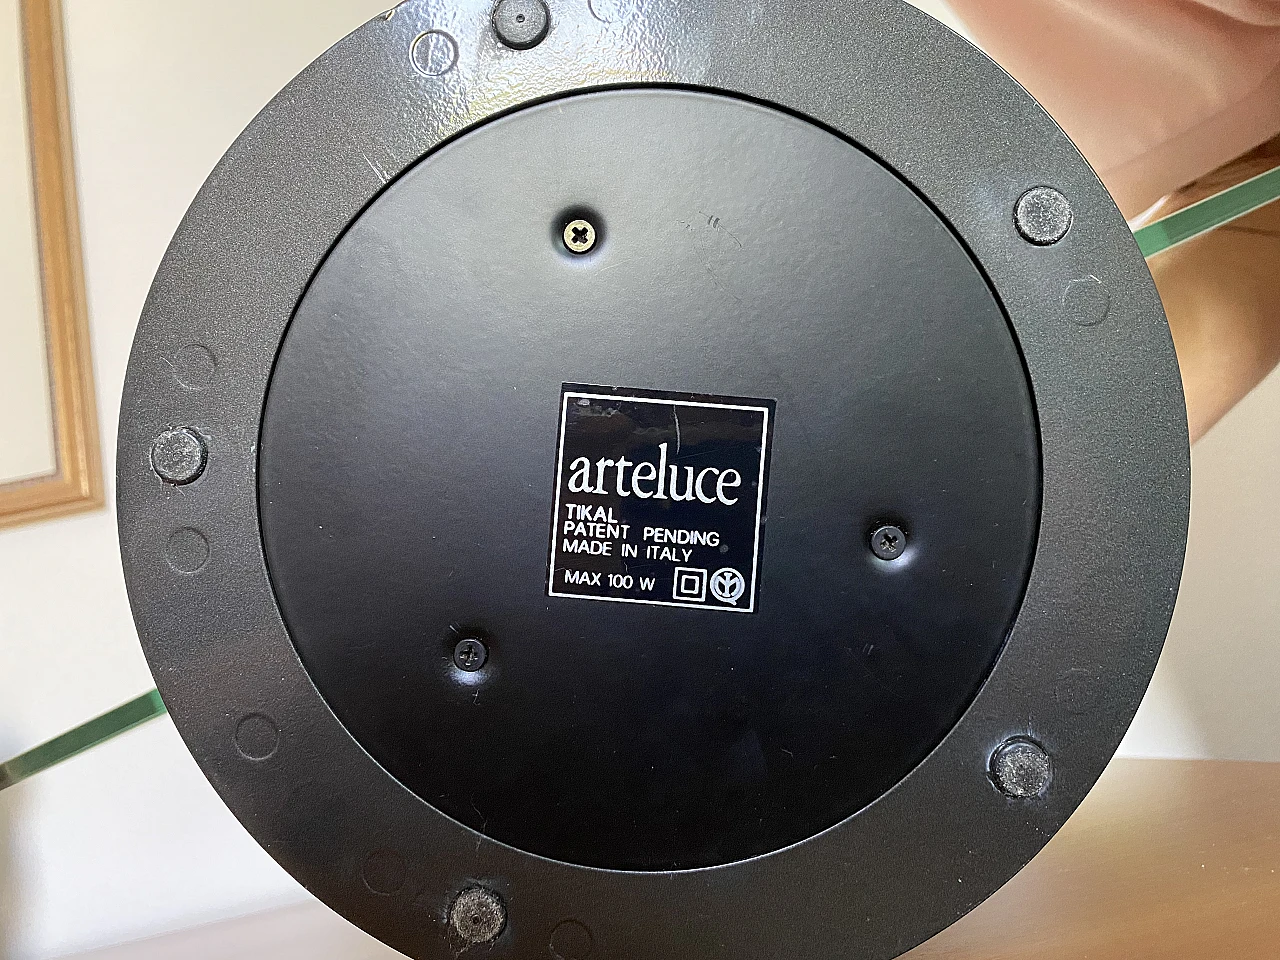 arteluce
TIKAL
PATENT PENDING
MADE IN ITALY
MAX 100 W